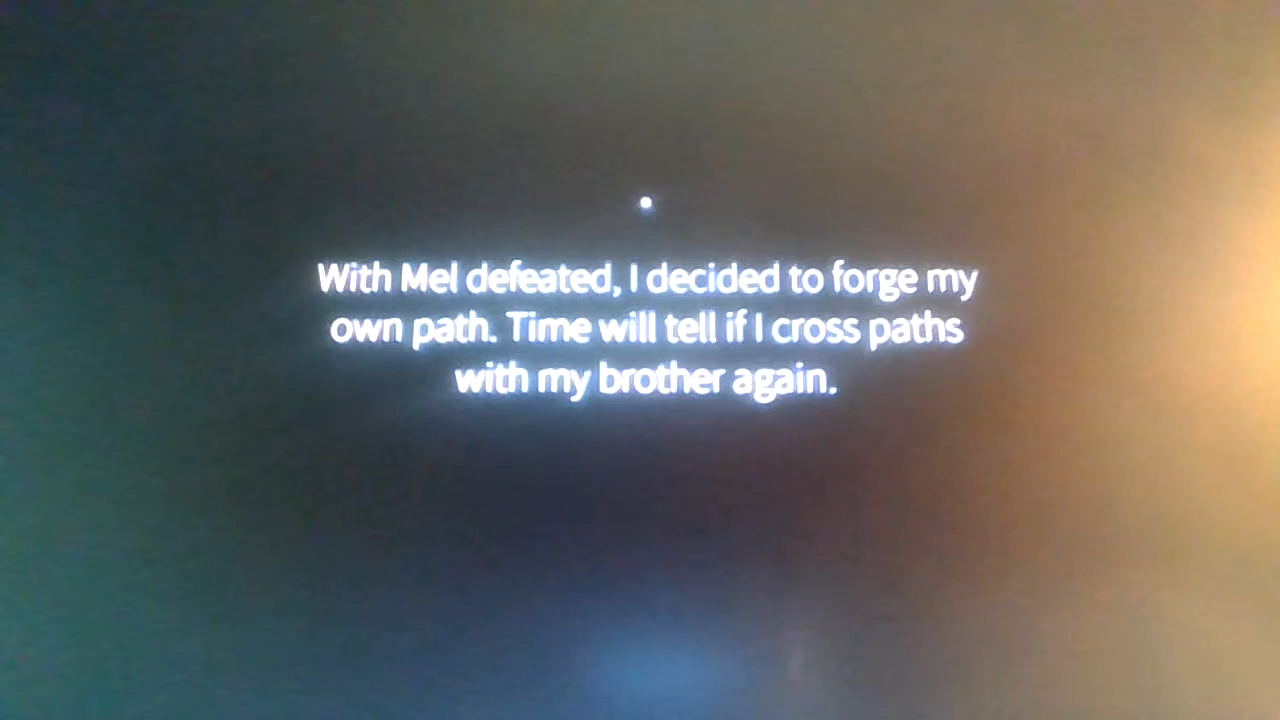 With Mel defeated, I decided to forge my
own path. Time will tell if I cross paths
with my brother again.